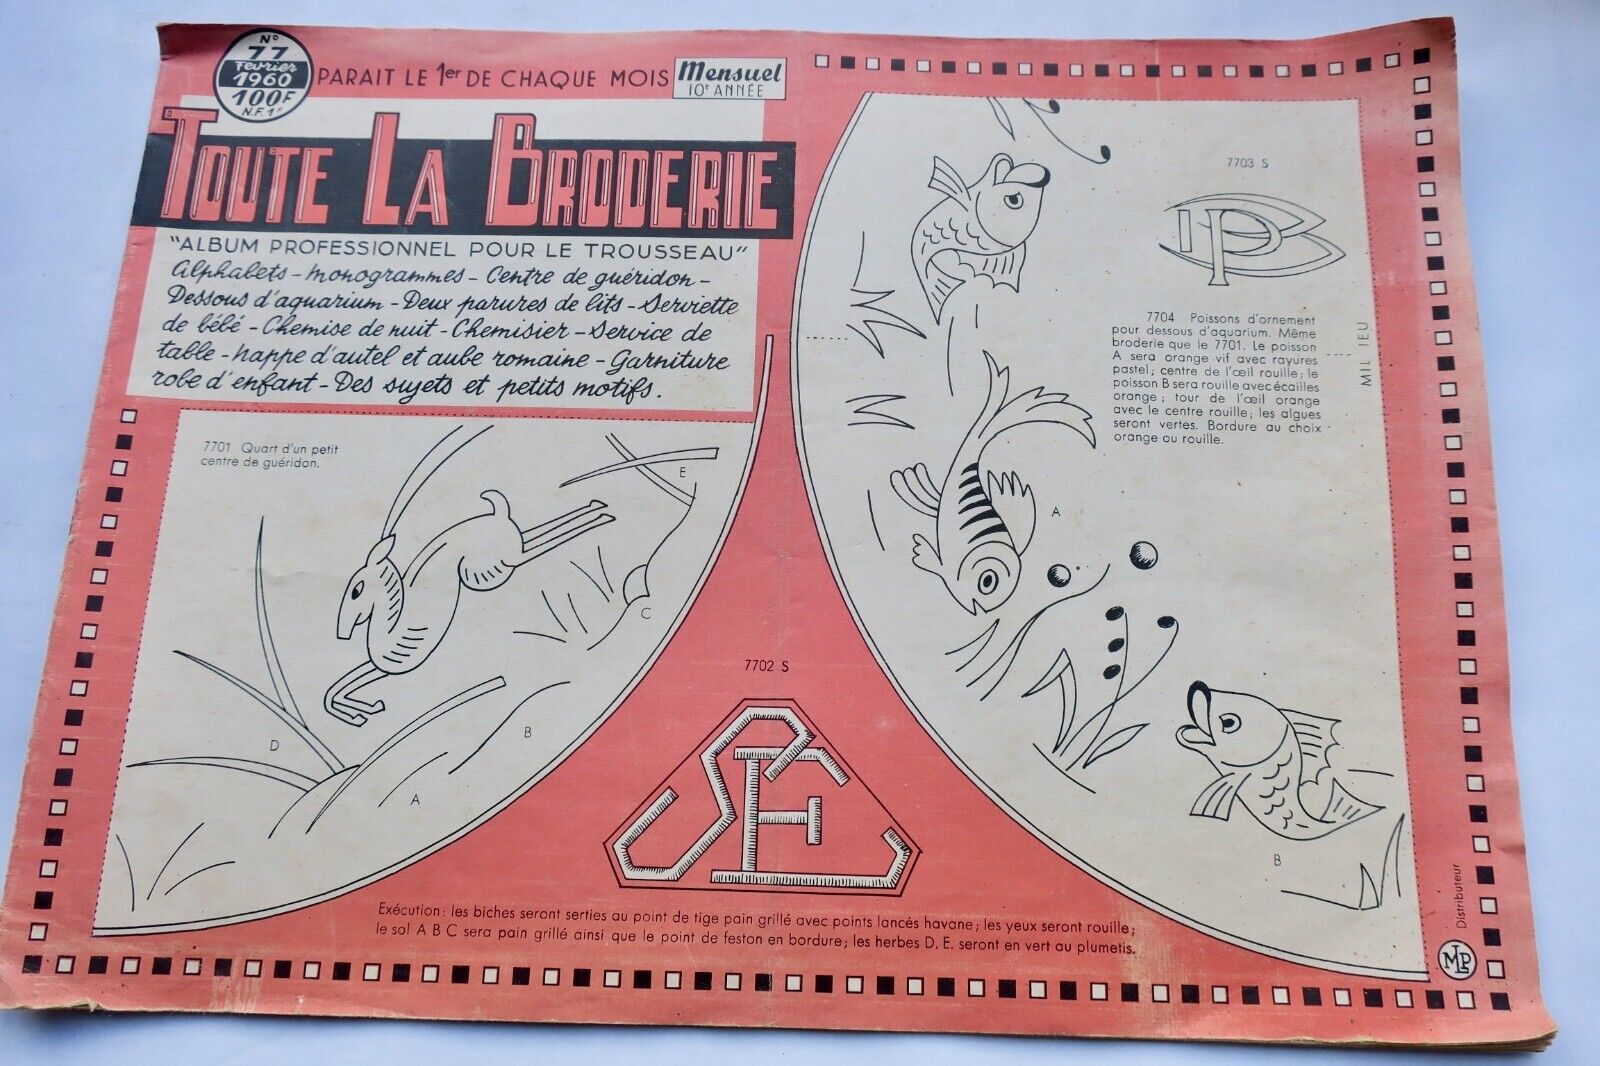 N°
77
Février
1960
100F
N.F. 1F
PARAIT LE 1er DE CHAQUE MOIS
Mensuel
10e ANNÉE
TOUTE LA BRODERIE
"ALBUM PROFESSIONNEL POUR LE TROUSSEAU"
Alphabets - Monogrammes - Centre de guéridon -
Dessous d'aquarium - Deux parures de lits - Serviette
de bébé - Chemise de nuit - Chemisier - Service de
table - nappe d'autel et aube romaine - Garniture
robe d'enfant - Des sujets et petits motifs.
7701 Quart d'un petit
centre de guéridon.
E
C
D
B
A
7702 S
SE
Exécution: les biches seront serties au point de tige pain grillé avec points lancés havane; les yeux seront rouille;
le sol A B C sera pain grillé ainsi que le point de feston en bordure; les herbes D. E. seront en vert au plumetis.
7703 S
7704 Poissons d'ornement
pour dessous d'aquarium. Même
broderie que le 7701. Le poisson
A sera orange vif avec rayures
pastel; centre de l'œil rouille; le
poisson B sera rouille avec écailles
orange; tour de l'œil orange
avec le centre rouille; les algues
seront vertes. Bordure au choix
orange ou rouille.
MILIEU
A
B
Distributeur
MLP